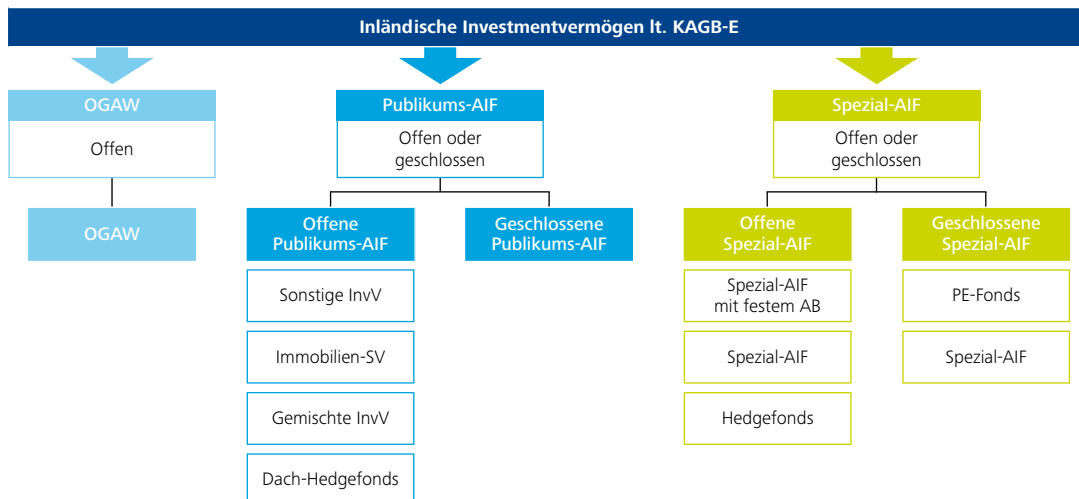 Inländische Investmentvermögen lt. KAGB-E
OGAW
Offen
OGAW
Publikums-AIF
Offen oder
geschlossen
Offene
Publikums-AIF
Sonstige InvV
Immobilien-SV
Gemischte InvV
Dach-Hedgefonds
Geschlossene
Publikums-AIF
Spezial-AIF
Offen oder
geschlossen
Offene
Spezial-AIF
Spezial-AIF
mit festem AB
Spezial-AIF
Hedgefonds
Geschlossene
Spezial-AIF
PE-Fonds
Spezial-AIF